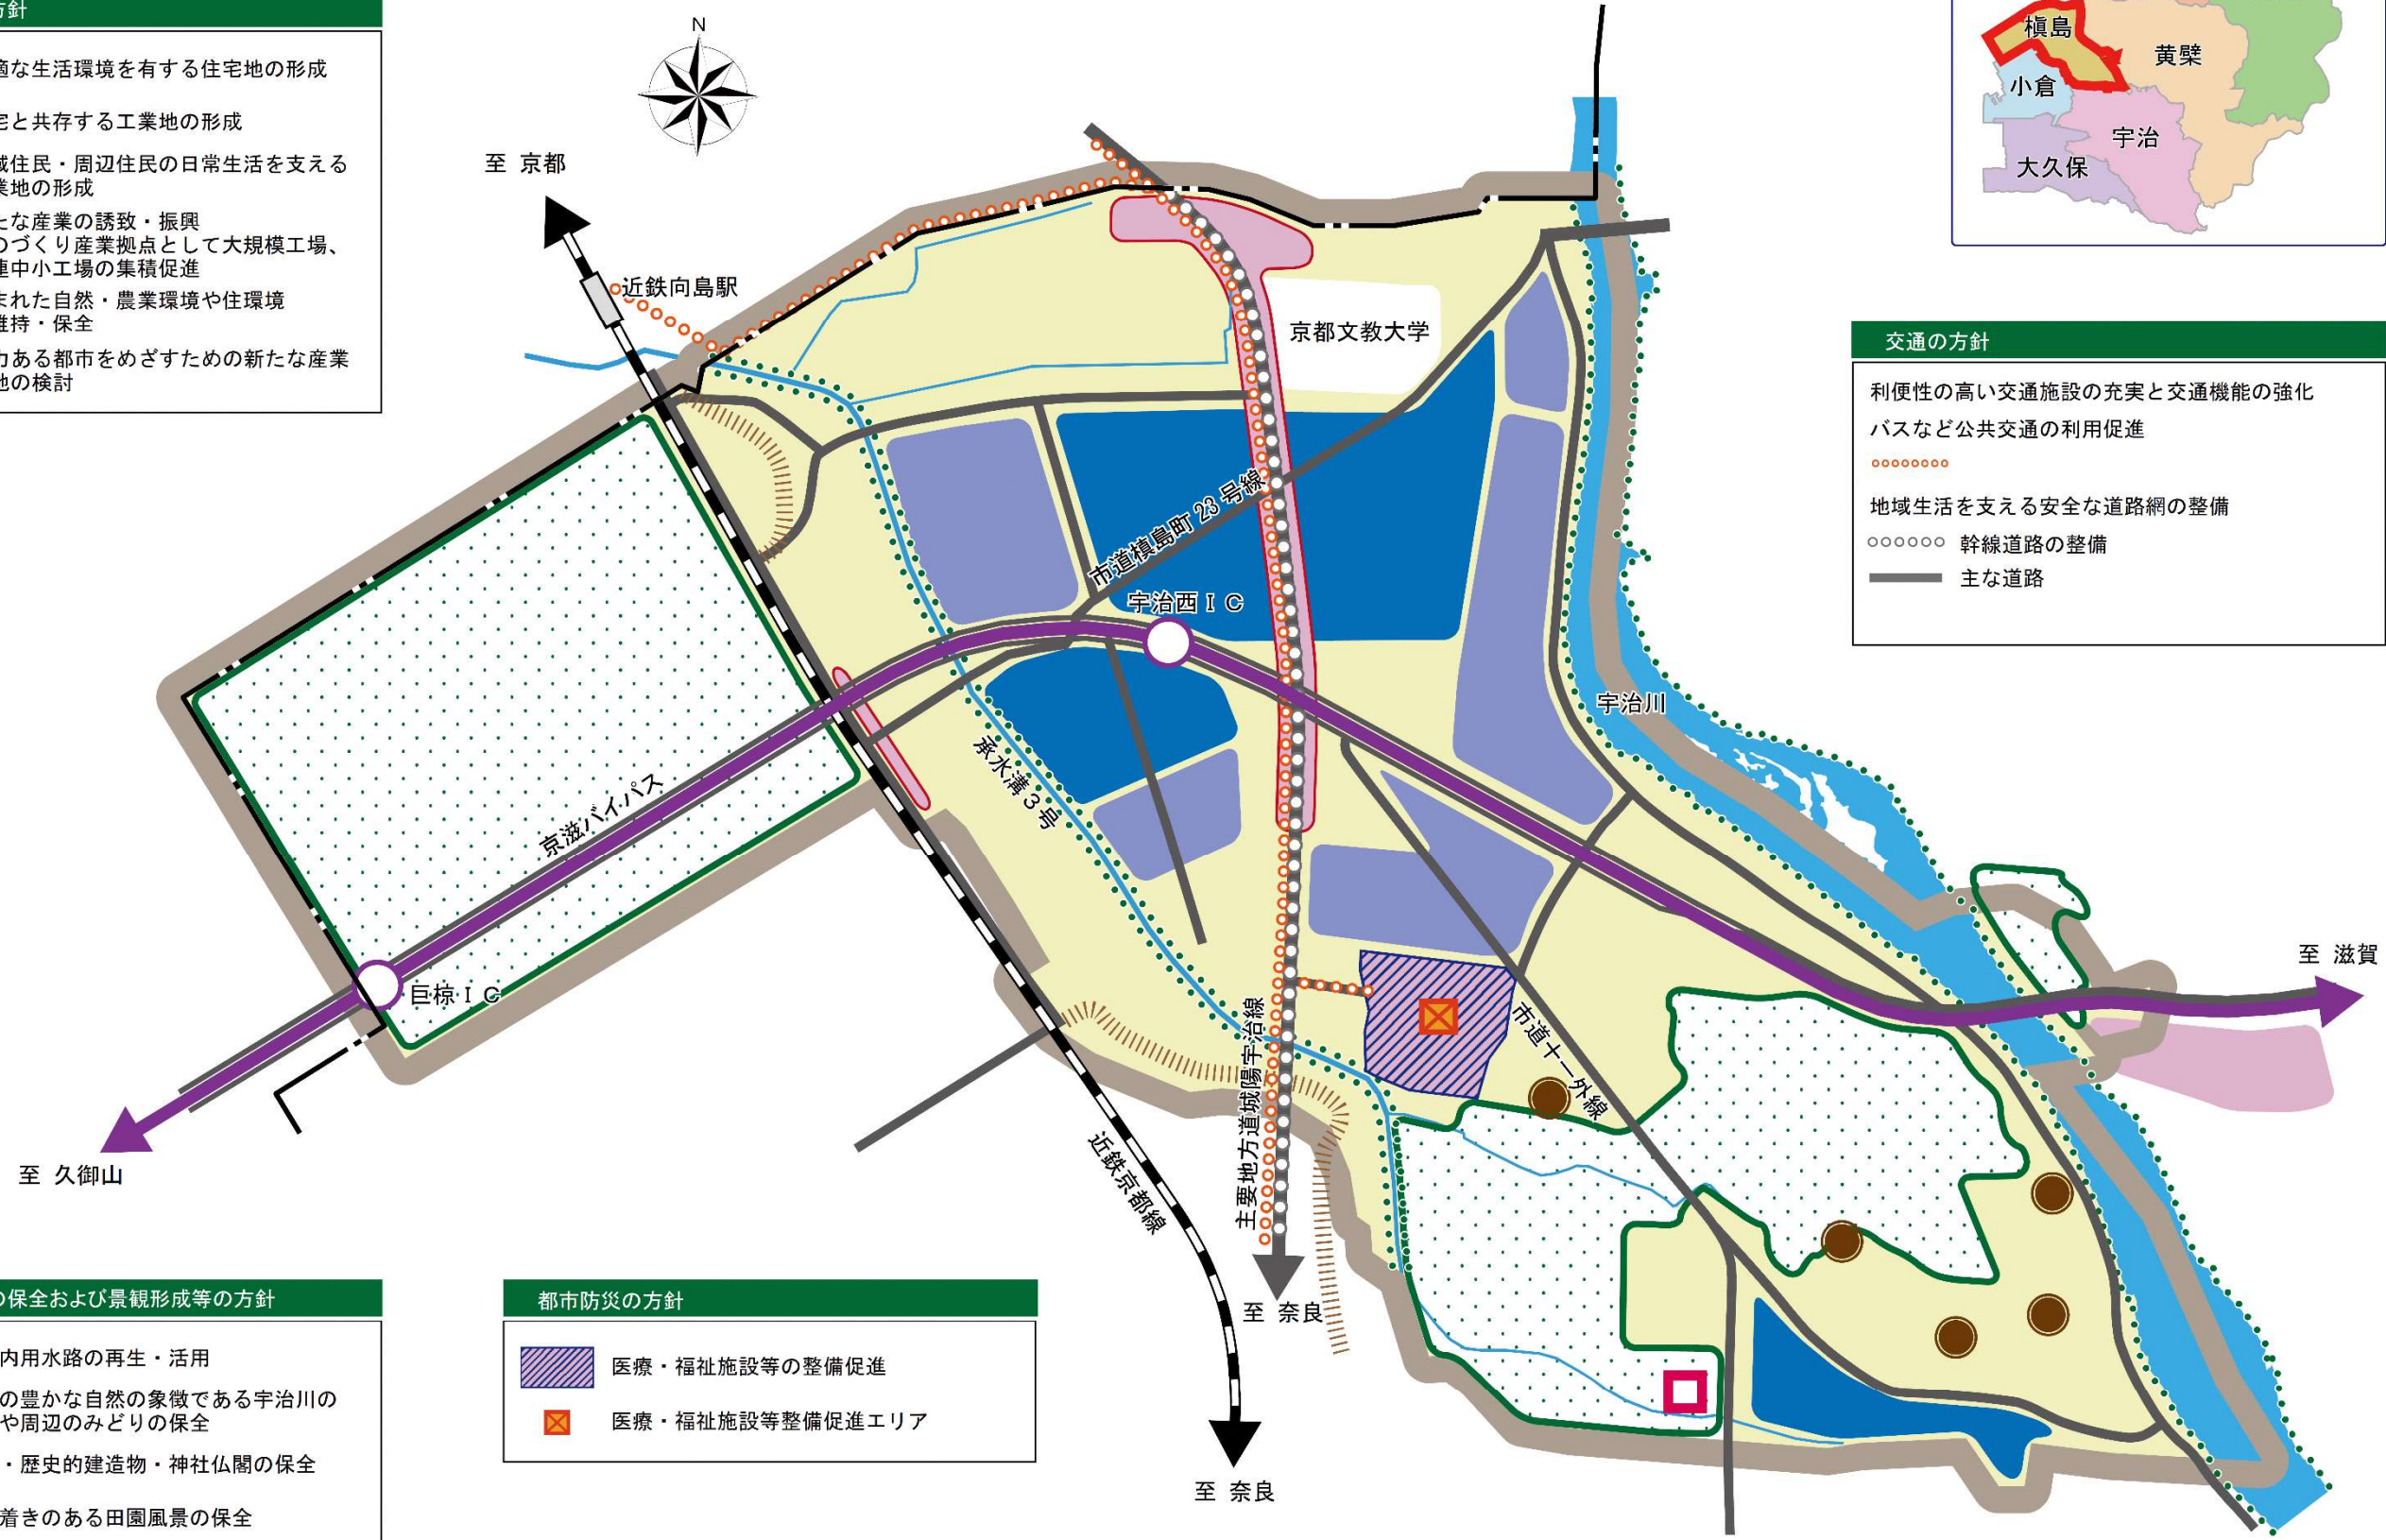 方針
適な生活環境を有する住宅地の形成
宅と共存する工業地の形成
域住民・周辺住民の日常生活を支える
業地の形成
たな産業の誘致・振興
のづくり産業拠点として大規模工場、
連中小工場の集積促進
まれた自然・農業環境や住環境
維持・保全
力ある都市をめざすための新たな産業
地の検討
N
至 京都
近鉄向島駅
京都文教大学
槇島
黄檗
小倉
宇治
大久保
交通の方針
利便性の高い交通施設の充実と交通機能の強化
バスなど公共交通の利用促進
地域生活を支える安全な道路網の整備
幹線道路の整備
主な道路
市道槙島町23号線
宇治西IC
宇治川
承水溝3号
京滋バイパス
巨椋IC
至 久御山
至 滋賀
主要地方道城陽宇治線
市道十一外線
近鉄京都線
至 奈良
至 奈良
の保全および景観形成等の方針
内用水路の再生・活用
の豊かな自然の象徴である宇治川の
や周辺のみどりの保全
・歴史的建造物・神社仏閣の保全
着きのある田園風景の保全
都市防災の方針
医療・福祉施設等の整備促進
医療・福祉施設等整備促進エリア